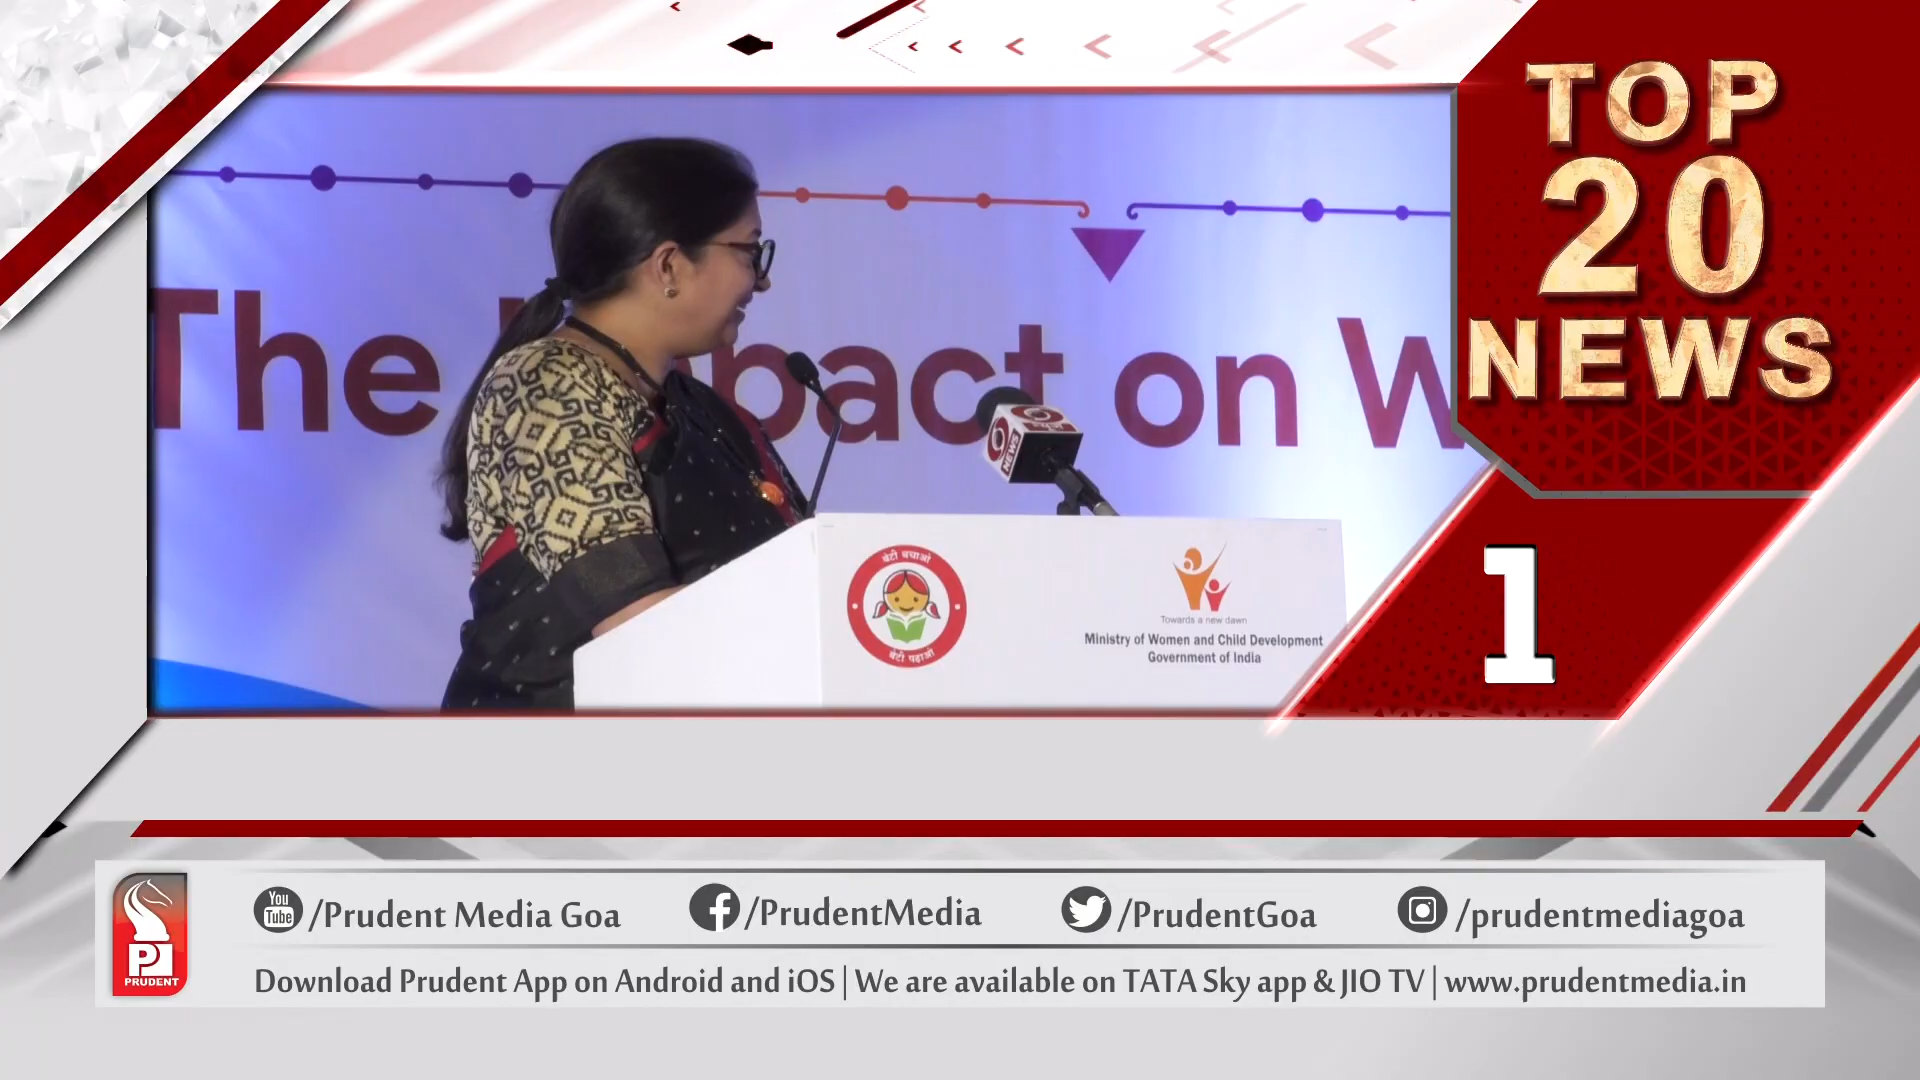 TOP
20
NEWS
1
The Impact on W
NEWS
न्यूज़
बेटी बचाओ
बेटी पढ़ाओ
Towards a new dawn
Ministry of Women and Child Development
Government of India
PRUDENT
You Tube /Prudent Media Goa
f /PrudentMedia
/PrudentGoa
/prudentmediagoa
Download Prudent App on Android and iOS | We are available on TATA Sky app & JIO TV | www.prudentmedia.in